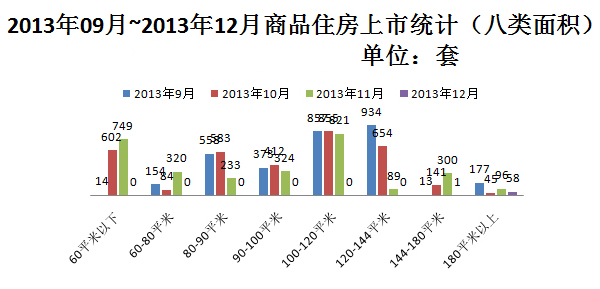 2013年09月~2013年12月商品住房上市统计（八类面积）
单位：套
2013年9月 2013年10月 2013年11月 2013年12月
14 602 749 0
154 84 320 0
558 583 233 0
412 324 0
821 0
934 654 89 0
13 141 300 1
177 45 96 58
60平米以下
60-80平米
80-90平米
90-100平米
100-120平米
120-144平米
144-180平米
180平米以上